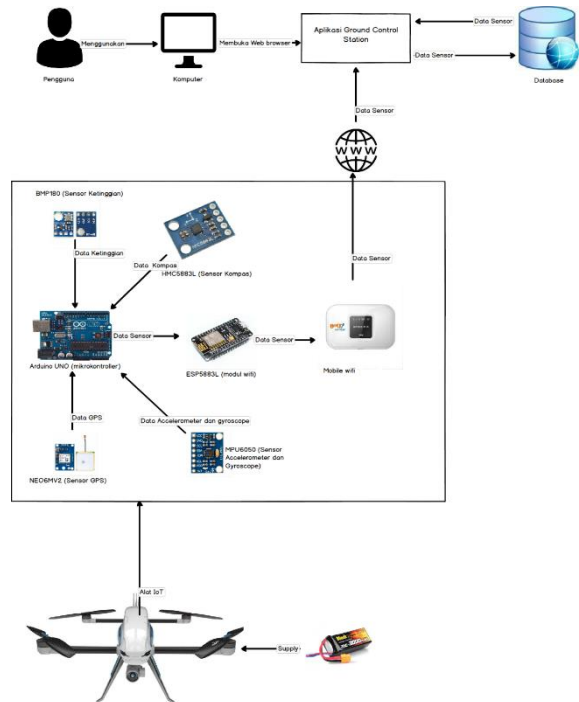 Menggunakan
Membuka Web browser
Aplikasi Ground Control
Station
Data Sensor
Data Sensor
Pengguna
Komputer
Database
Data Sensor
WWW
BMP180 (Sensor Ketinggian)
Data Ketinggian
Data Kompas
HMC5883L (Sensor Kompas)
Data Sensor
Data Sensor
Data Sensor
Arduino UNO (mikrokontroller)
ESP5883L (modul wifi)
Mobile wifi
Data GPS
Data Accelerometer dan gyroscope
MPU6050 (Sensor
Accelerometer dan
Gyroscope)
NEO6MV2 (Sensor GPS)
Alat IoT
Supply